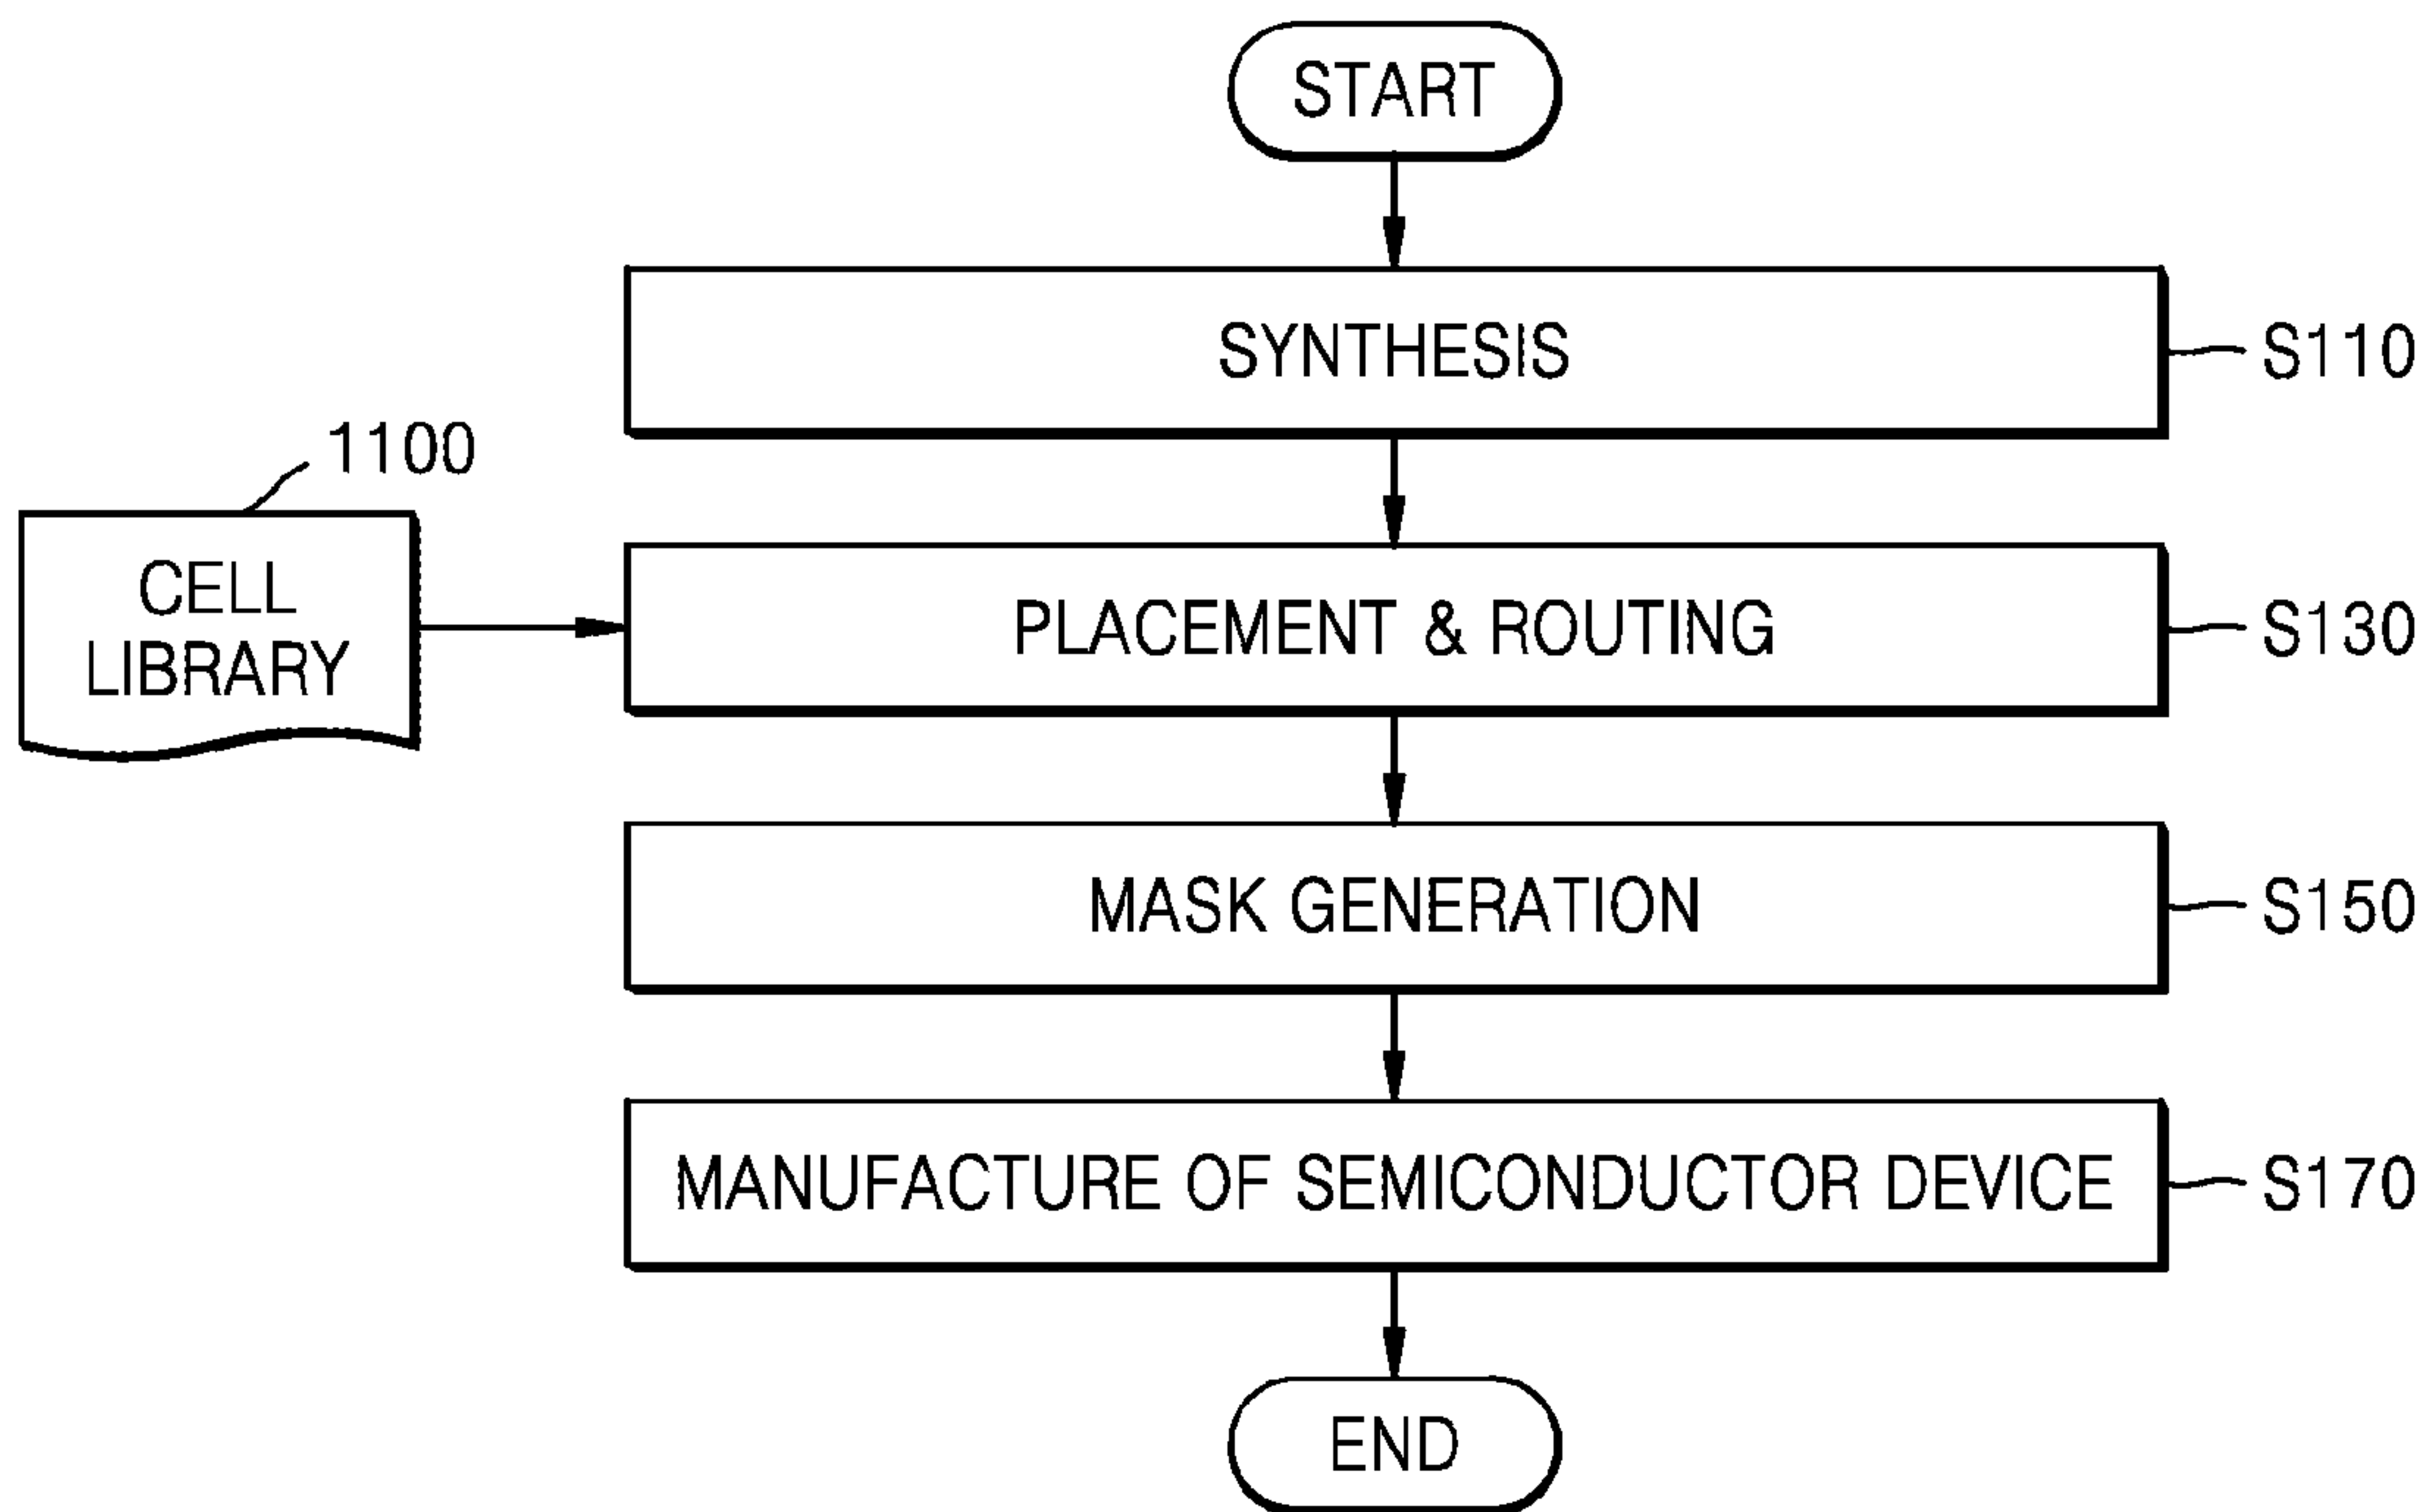 START
SYNTHESIS
S110
1100
CELL
LIBRARY
PLACEMENT & ROUTING
S130
MASK GENERATION
S150
MANUFACTURE OF SEMICONDUCTOR DEVICE
S170
END